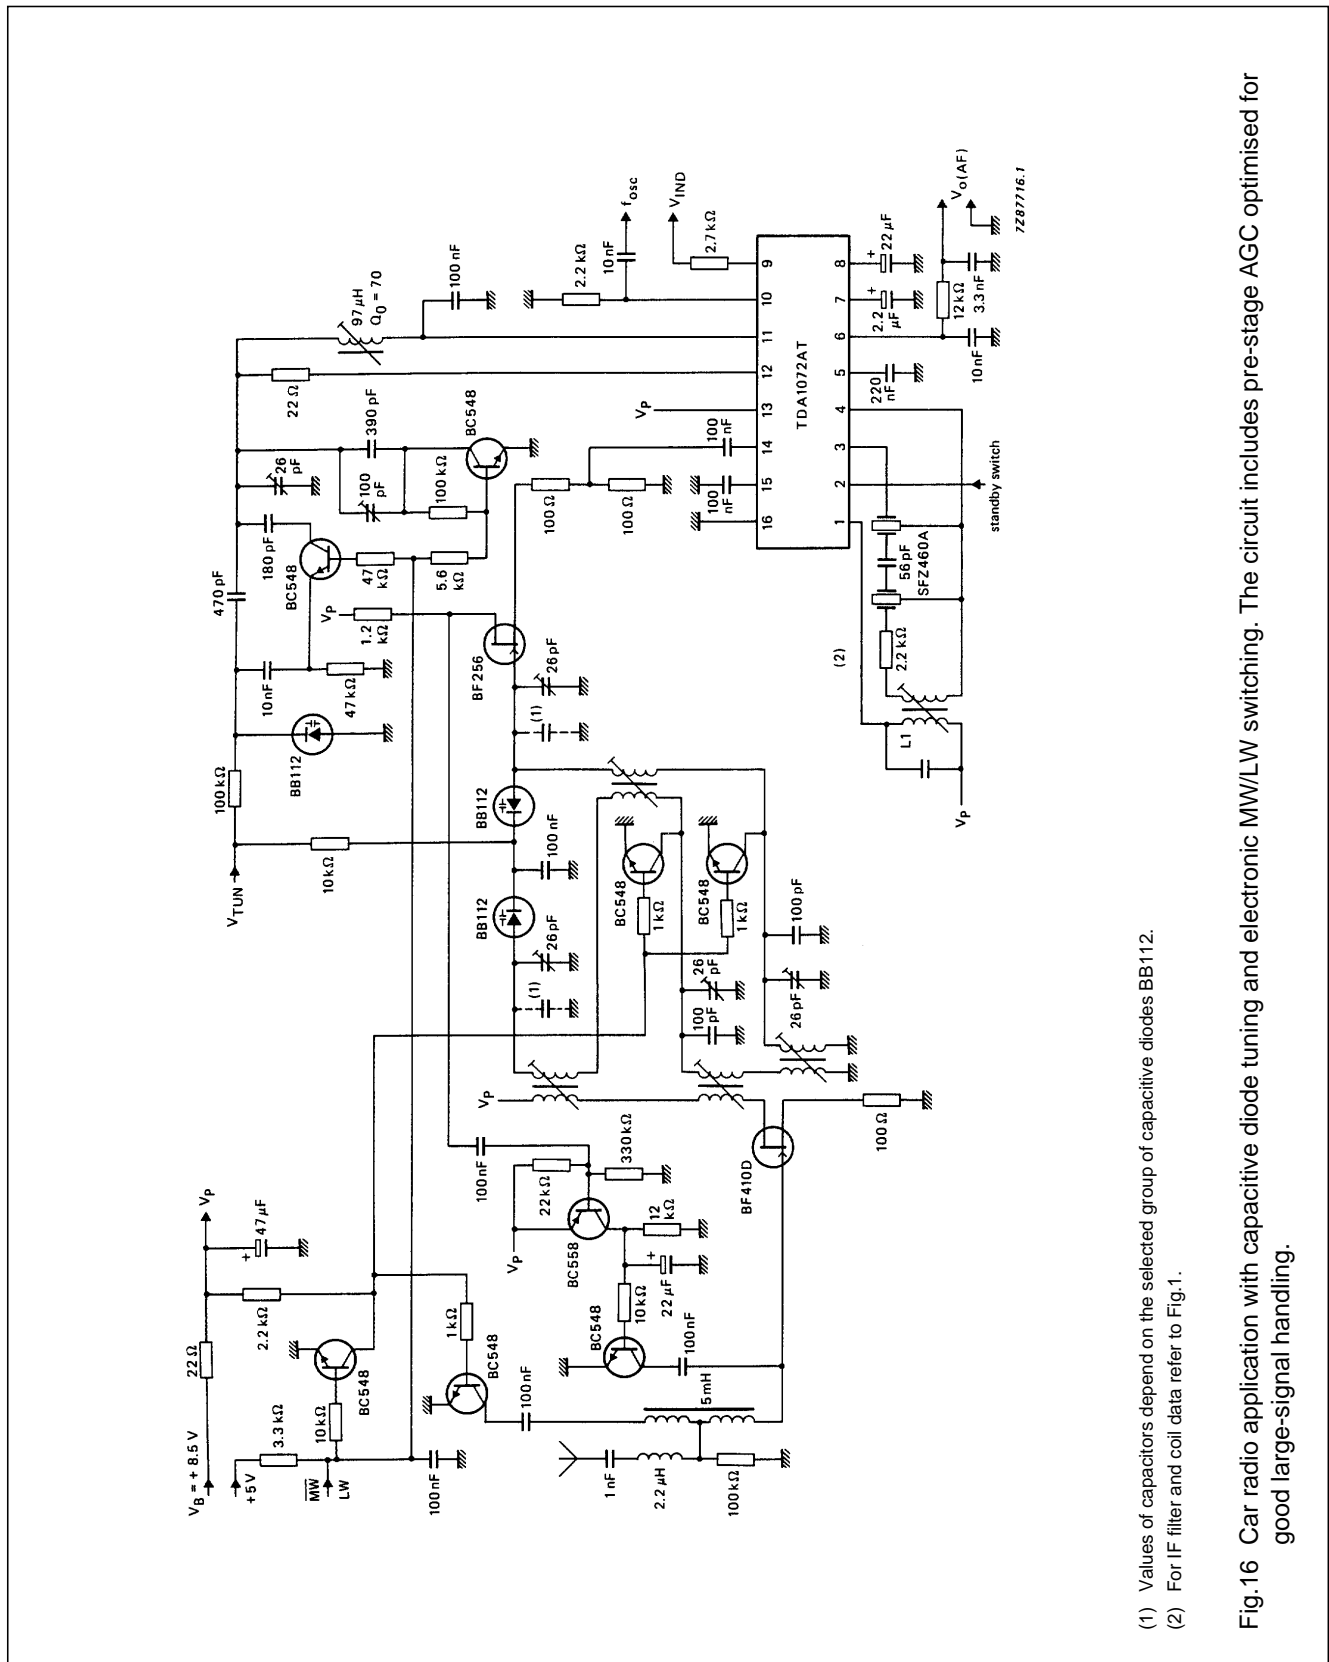 V_B = + 8.5 V
22 Ω
V_P
+
47 μF
2.2 kΩ
+5 V
3.3 kΩ
10 kΩ
BC548
M̅W̅
LW
100 nF
1 kΩ
BC548
100 nF
1 nF
2.2 μH
100 kΩ
5 mH
BC548
10 kΩ
100 nF
+
22 μF
12 kΩ
BC558
V_P
22 kΩ
330 kΩ
100 nF
BF410D
100 Ω
V_P
(1)
26 pF
BB112
100 nF
BB112
(1)
26 pF
100 pF
26 pF
BC548
1 kΩ
BC548
1 kΩ
26 pF
100 pF
V_TUN
100 kΩ
10 kΩ
BB112
10 nF
47 kΩ
470 pF
BC548
180 pF
V_P
1.2 kΩ
47 kΩ
5.6 kΩ
BF256
26 pF
100 pF
390 pF
100 kΩ
BC548
22 Ω
97 μH
Q_0 = 70
100 nF
2.2 kΩ
10 nF
f_osc
V_IND
2.7 kΩ
100 Ω
100 Ω
100 nF
100 nF
V_P
16
15
14
13
12
11
10
9
TDA1072AT
1
2
3
4
5
6
7
8
(2)
L1
V_P
2.2 kΩ
56 pF
SFZ460A
standby switch
220 nF
10 nF
2.2 μF
+
22 μF
+
12 kΩ
3.3 nF
V_o(AF)
7Z87716.1
(1) Values of capacitors depend on the selected group of capacitive diodes BB112.
(2) For IF filter and coil data refer to Fig.1.
Fig.16 Car radio application with capacitive diode tuning and electronic MW/LW switching. The circuit includes pre-stage AGC optimised for
good large-signal handling.